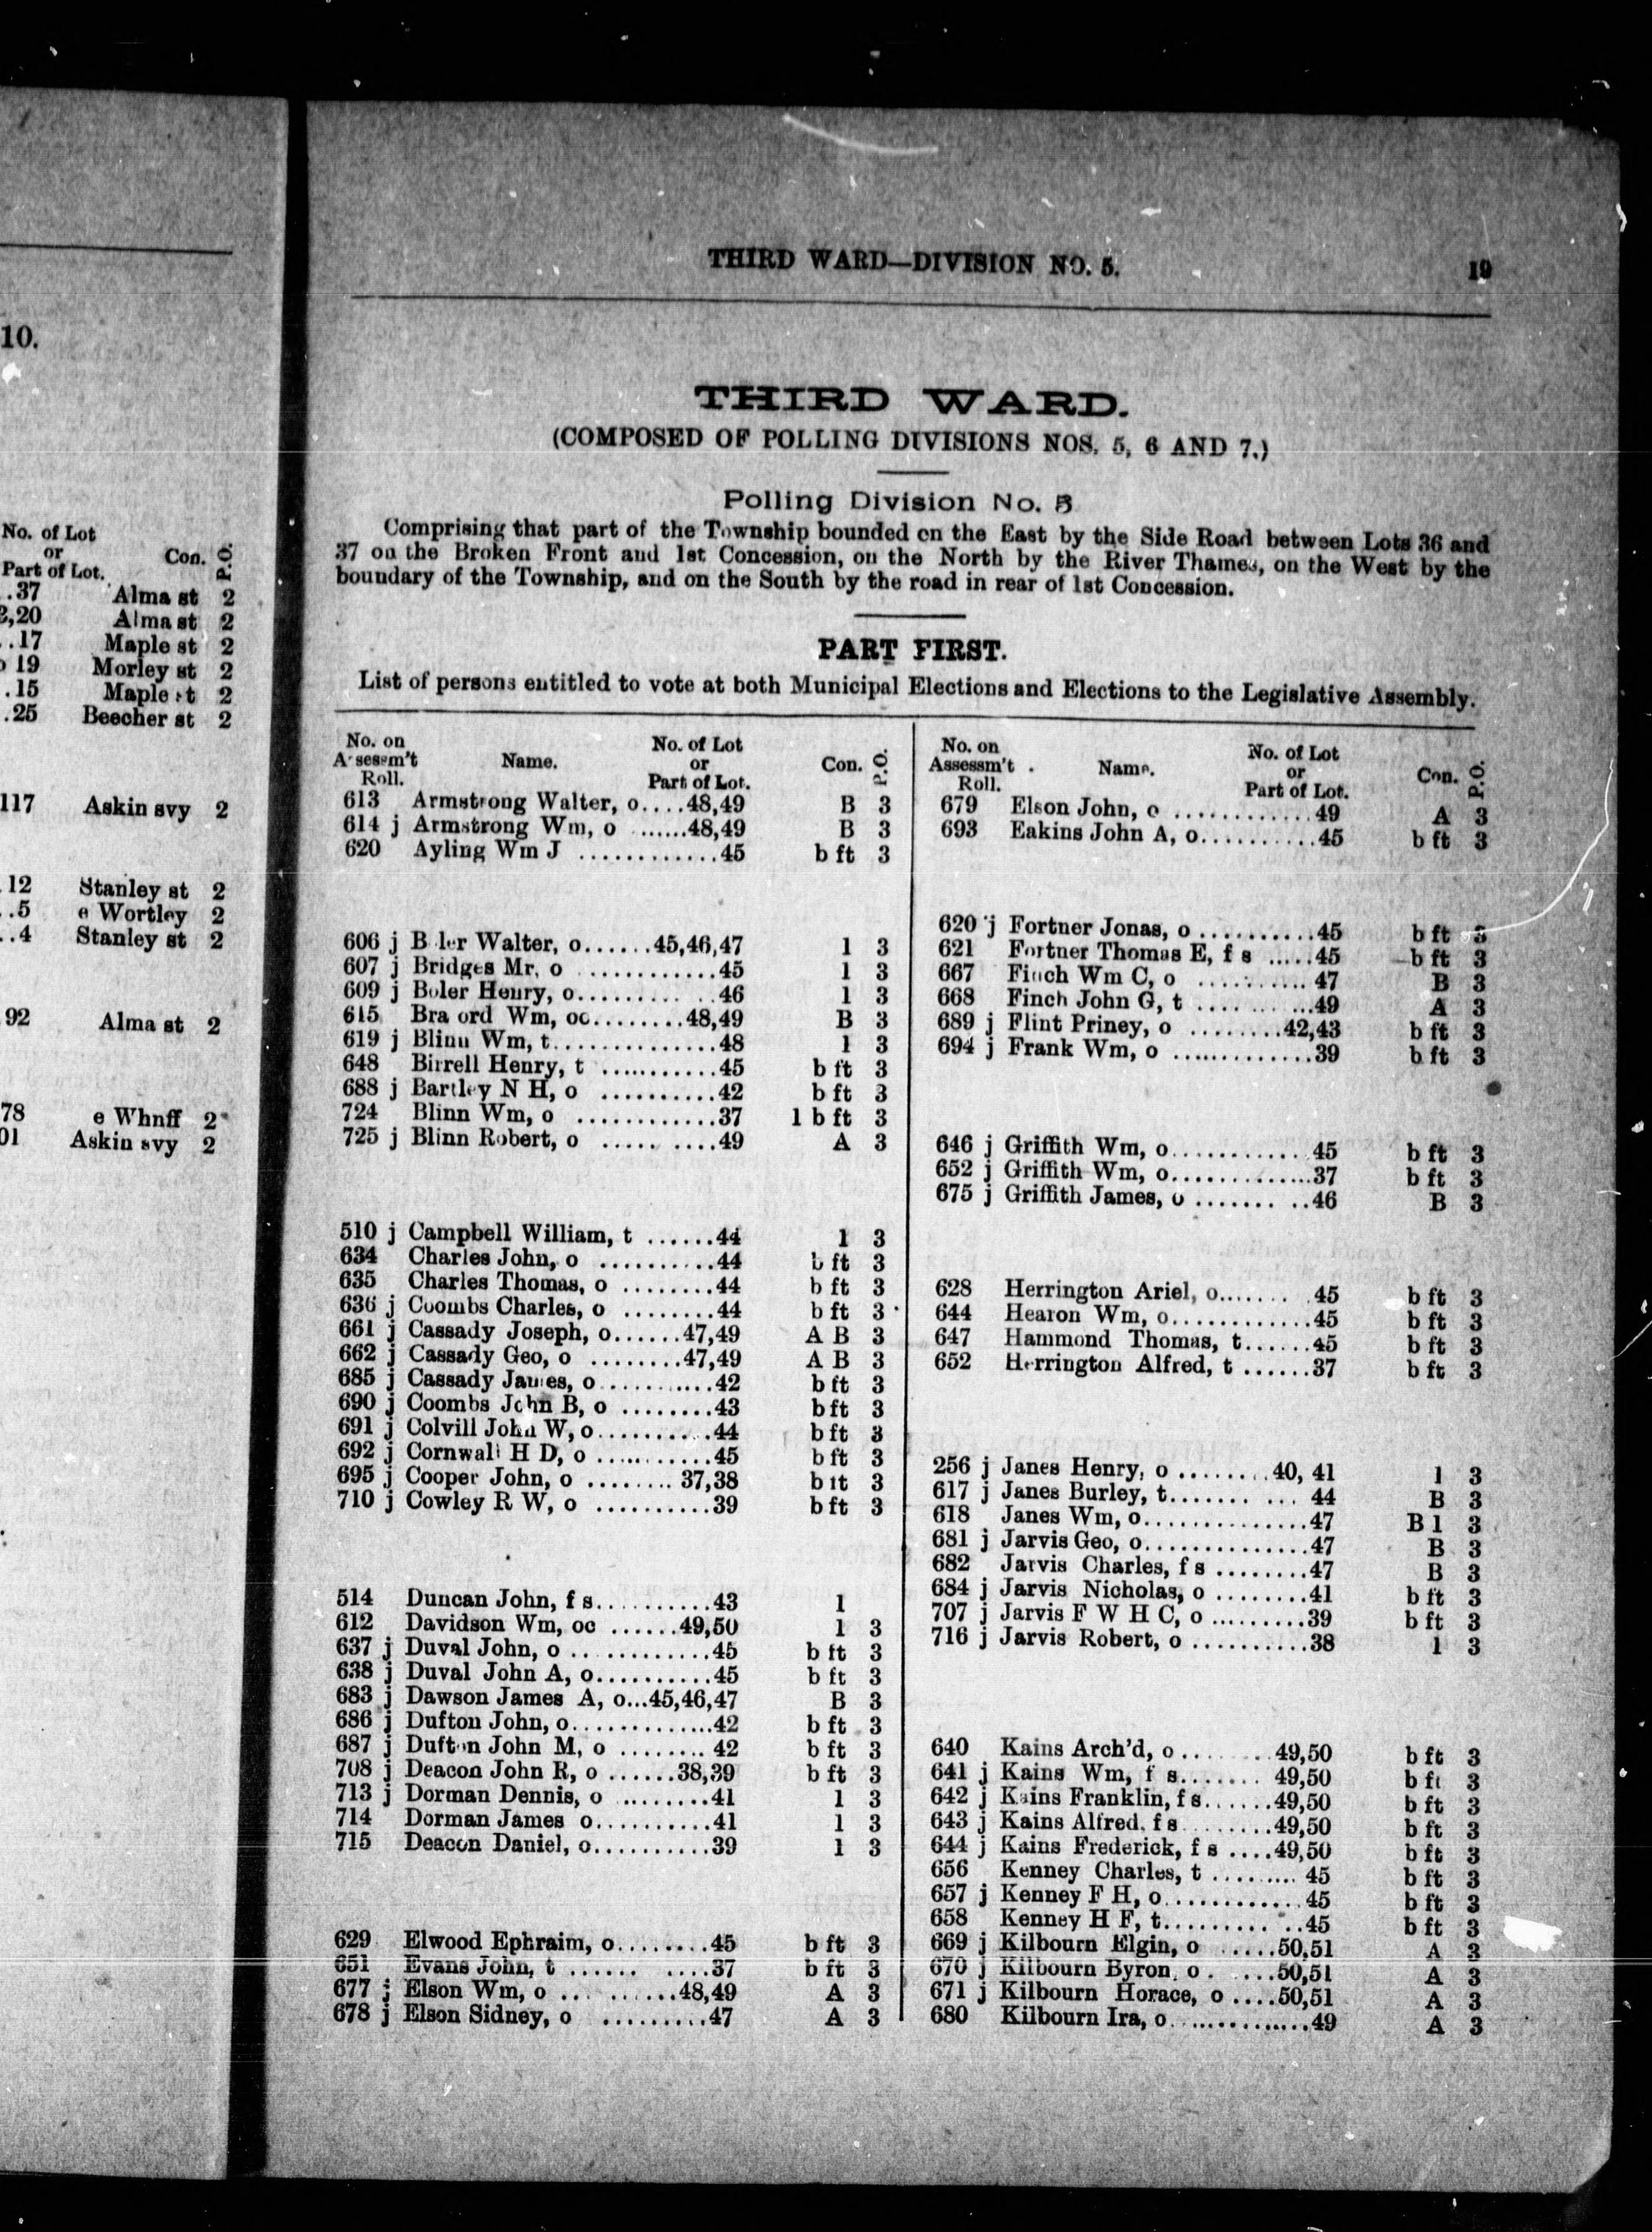 10.
No. of Lot
or
Part of Lot. Con. P.O.
.37 Alma st 2
,20 Alma st 2
..17 Maple st 2
19 Morley st 2
.15 Maple st 2
.25 Beecher st 2
117 Askin svy 2
12 Stanley st 2
..5 e Wortley 2
..4 Stanley st 2
92 Alma st 2
78 e Whnff 2
01 Askin svy 2
THIRD WARD—DIVISION NO. 5. 19
THIRD WARD.
(COMPOSED OF POLLING DIVISIONS NOS. 5, 6 AND 7.)
Polling Division No. 5
Comprising that part of the Township bounded on the East by the Side Road between Lots 36 and
37 on the Broken Front and 1st Concession, on the North by the River Thames, on the West by the
boundary of the Township, and on the South by the road in rear of 1st Concession.
PART FIRST.
List of persons entitled to vote at both Municipal Elections and Elections to the Legislative Assembly.
No. on
Assessm't
Roll. Name. No. of Lot
or
Part of Lot. Con. P.O.
613 Armstrong Walter, o....48,49 B 3
614 j Armstrong Wm, o ......48,49 B 3
620 Ayling Wm J ............45 b ft 3
606 j B ler Walter, o......45,46,47 1 3
607 j Bridges Mr, o ............45 1 3
609 j Boler Henry, o......... ..46 1 3
615 Bra ord Wm, oc........48,49 B 3
619 j Blinn Wm, t...............48 1 3
648 Birrell Henry, t ...........45 b ft 3
688 j Bartley N H, o ..........42 b ft 3
724 Blinn Wm, o ............37 1 b ft 3
725 j Blinn Robert, o ...... .....49 A 3
510 j Campbell William, t ......44 1 3
634 Charles John, o ..........44 b ft 3
635 Charles Thomas, o ........44 b ft 3
636 j Coombs Charles, o ........44 b ft 3
661 j Cassady Joseph, o......47,49 A B 3
662 j Cassady Geo, o ........47,49 A B 3
685 j Cassady James, o..........42 b ft 3
690 j Coombs John B, o ........43 b ft 3
691 j Colvill John W, o..........44 b ft 3
692 j Cornwall H D, o ..........45 b ft 3
695 j Cooper John, o ........37,38 b ft 3
710 j Cowley R W, o ..........39 b ft 3
514 Duncan John, f s..........43 1
612 Davidson Wm, oc ......49,50 1 3
637 j Duval John, o .............45 b ft 3
638 j Duval John A, o..........45 b ft 3
683 j Dawson James A, o...45,46,47 B 3
686 j Dufton John, o.............42 b ft 3
687 j Dufton John M, o ........ 42 b ft 3
708 j Deacon John R, o ......38,39 b ft 3
713 j Dorman Dennis, o ........41 1 3
714 Dorman James o..........41 1 3
715 Deacon Daniel, o..........39 1 3
629 Elwood Ephraim, o........45 b ft 3
651 Evans John, t ...... ....37 b ft 3
677 j Elson Wm, o ... .......48,49 A 3
678 j Elson Sidney, o .........47 A 3
No. on
Assessm't
Roll. Name. No. of Lot
or
Part of Lot. Con. P.O.
679 Elson John, o ............49 A 3
693 Eakins John A, o..........45 b ft 3
620 j Fortner Jonas, o ..........45 b ft 3
621 Fortner Thomas E, f s .....45 b ft 3
667 Finch Wm C, o .......... 47 B 3
668 Finch John G, t ..........49 A 3
689 j Flint Priney, o ........42,43 b ft 3
694 j Frank Wm, o .............39 b ft 3
646 j Griffith Wm, o............45 b ft 3
652 j Griffith Wm, o.............37 b ft 3
675 j Griffith James, o ....... ..46 B 3
628 Herrington Ariel, o...... .45 b ft 3
644 Hearon Wm, o............45 b ft 3
647 Hammond Thomas, t......45 b ft 3
652 Herrington Alfred, t ......37 b ft 3
256 j Janes Henry, o ........40, 41 1 3
617 j Janes Burley, t....... ... 44 B 3
618 Janes Wm, o..............47 B 1 3
681 j Jarvis Geo, o..............47 B 3
682 Jarvis Charles, f s ........47 B 3
684 j Jarvis Nicholas, o ........41 b ft 3
707 j Jarvis F W H C, o .........39 b ft 3
716 j Jarvis Robert, o ..........38 1 3
640 Kains Arch'd, o ........49,50 b ft 3
641 j Kains Wm, f s....... 49,50 b ft 3
642 j Kains Franklin, f s......49,50 b ft 3
643 j Kains Alfred, f s........49,50 b ft 3
644 j Kains Frederick, f s ....49,50 b ft 3
656 Kenney Charles, t ......... 45 b ft 3
657 j Kenney F H, o............45 b ft 3
658 Kenney H F, t......... ..45 b ft 3
669 j Kilbourn Elgin, o .....50,51 A 3
670 j Kilbourn Byron, o . ....50,51 A 3
671 j Kilbourn Horace, o ....50,51 A 3
680 Kilbourn Ira, o.............49 A 3